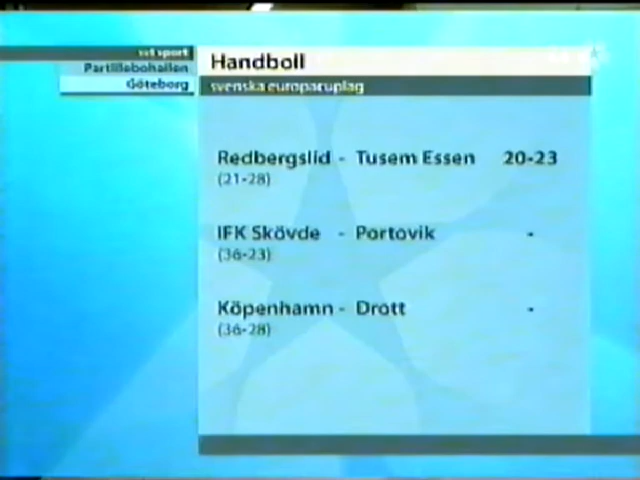 svt sport
Partillebohallen
Göteborg
Handboll
svenska europacuplag
Redbergslid - Tusem Essen 20-23
(21-28)
IFK Skövde - Portovik -
(36-23)
Köpenhamn - Drott -
(36-28)